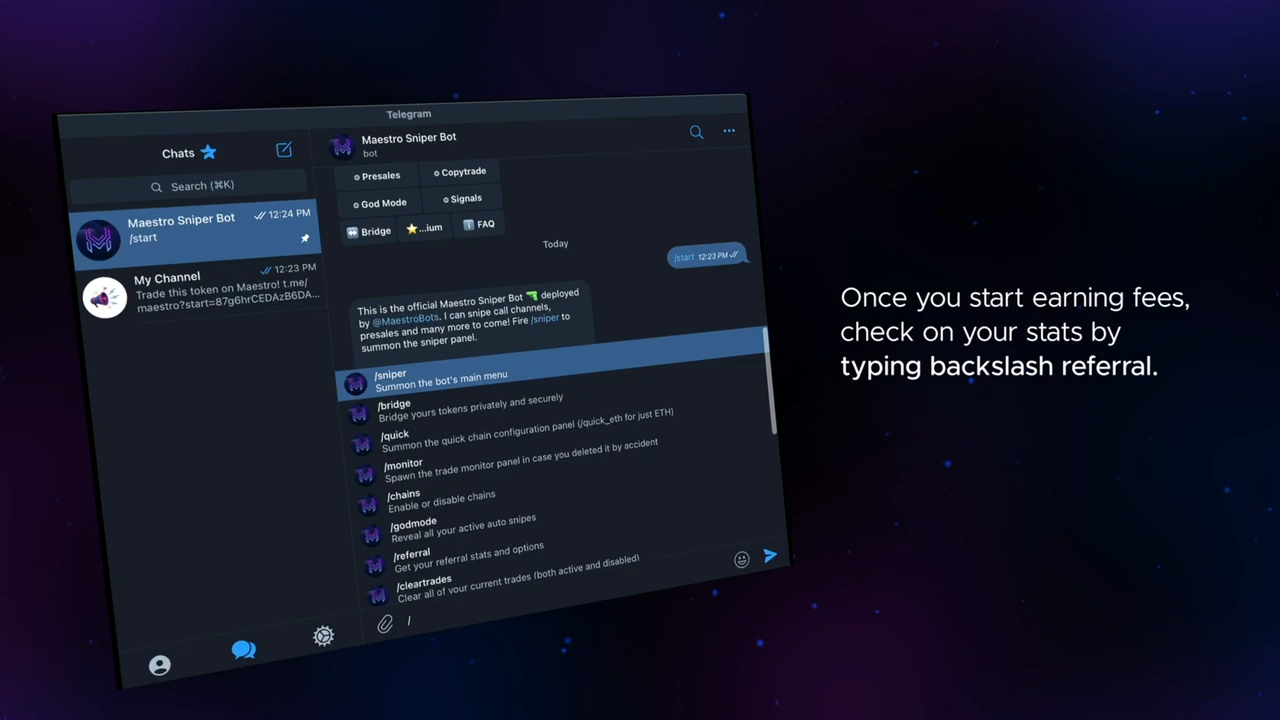 Telegram
Chats
Search (⌘K)
Maestro Sniper Bot
12:24 PM
/start
My Channel
12:23 PM
Trade this token on Maestro! t.me/
maestro?start=87g6hrCEDAzB6DA...
Maestro Sniper Bot
bot
Presales
Copytrade
God Mode
Signals
Bridge
...ium
FAQ
Today
/start 12:23 PM
This is the official Maestro Sniper Bot 🔫 deployed
by @MaestroBots. I can snipe call channels,
presales and many more to come! Fire /sniper to
summon the sniper panel.
/sniper
Summon the bot's main menu
/bridge
Bridge yours tokens privately and securely
/quick
Summon the quick chain configuration panel (/quick_eth for just ETH)
/monitor
Spawn the trade monitor panel in case you deleted it by accident
/chains
Enable or disable chains
/godmode
Reveal all your active auto snipes
/referral
Get your referral stats and options
/cleartrades
Clear all of your current trades (both active and disabled)
/
Once you start earning fees,
check on your stats by
typing backslash referral.